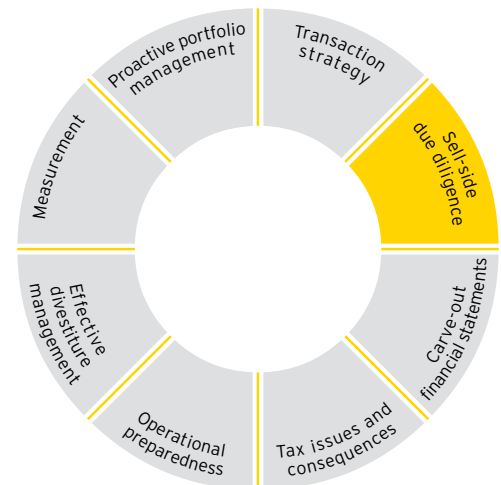 Proactive portfolio
management
Transaction
strategy
Sell-side
due diligence
Carve-out
financial statements
Tax issues and
consequences
Operational
preparedness
Effective
divestiture
management
Measurement